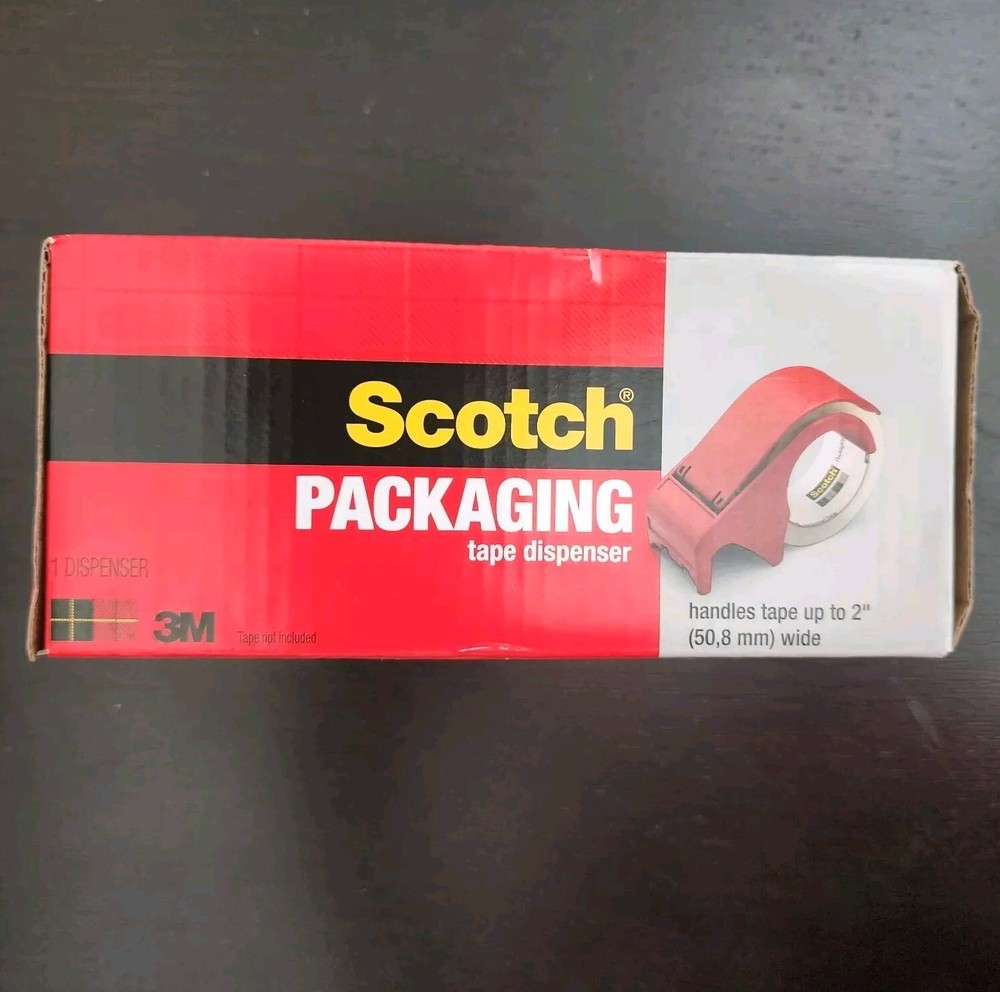 Scotch®
PACKAGING
tape dispenser
1 DISPENSER
3M
Tape not included
Scotch
handles tape up to 2"
(50,8 mm) wide